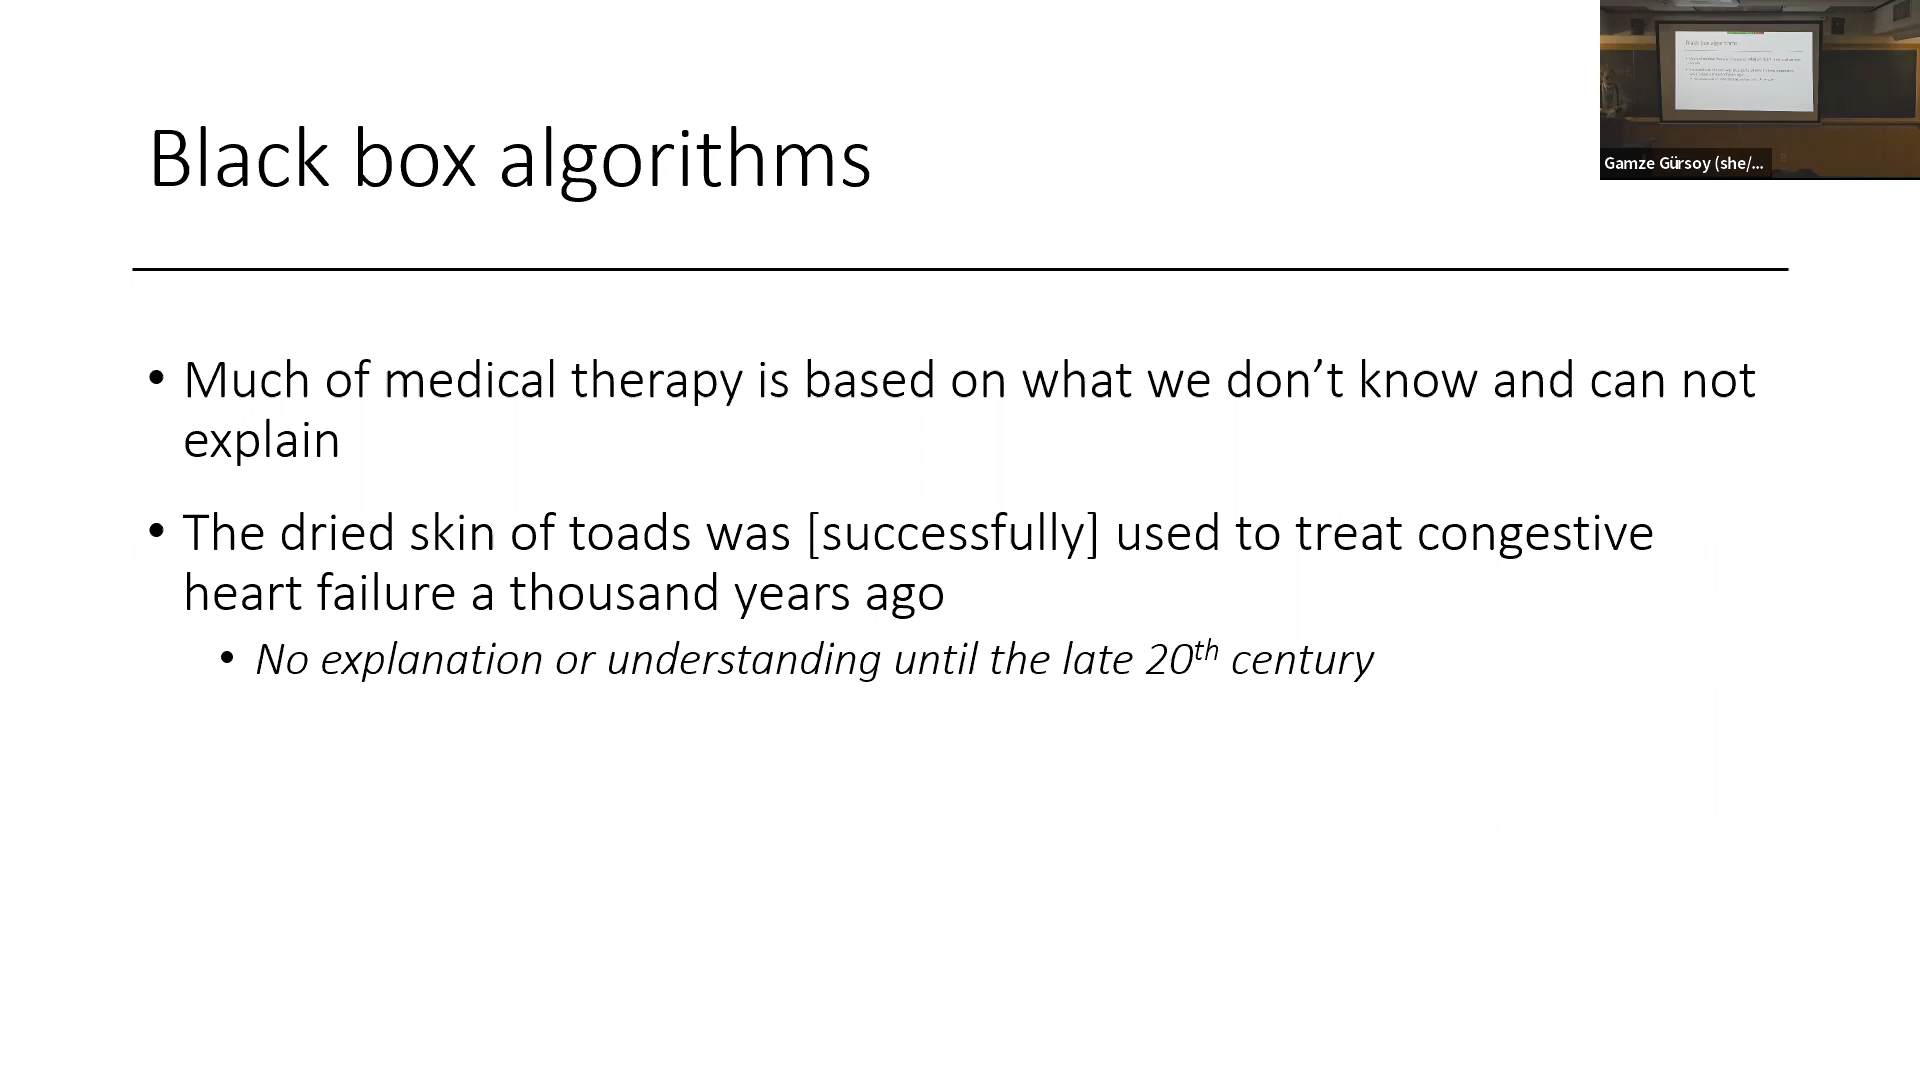 Black box algorithms
Gamze Gürsoy (she/...
• Much of medical therapy is based on what we don’t know and can not
explain
• The dried skin of toads was [successfully] used to treat congestive
heart failure a thousand years ago
• No explanation or understanding until the late 20th century